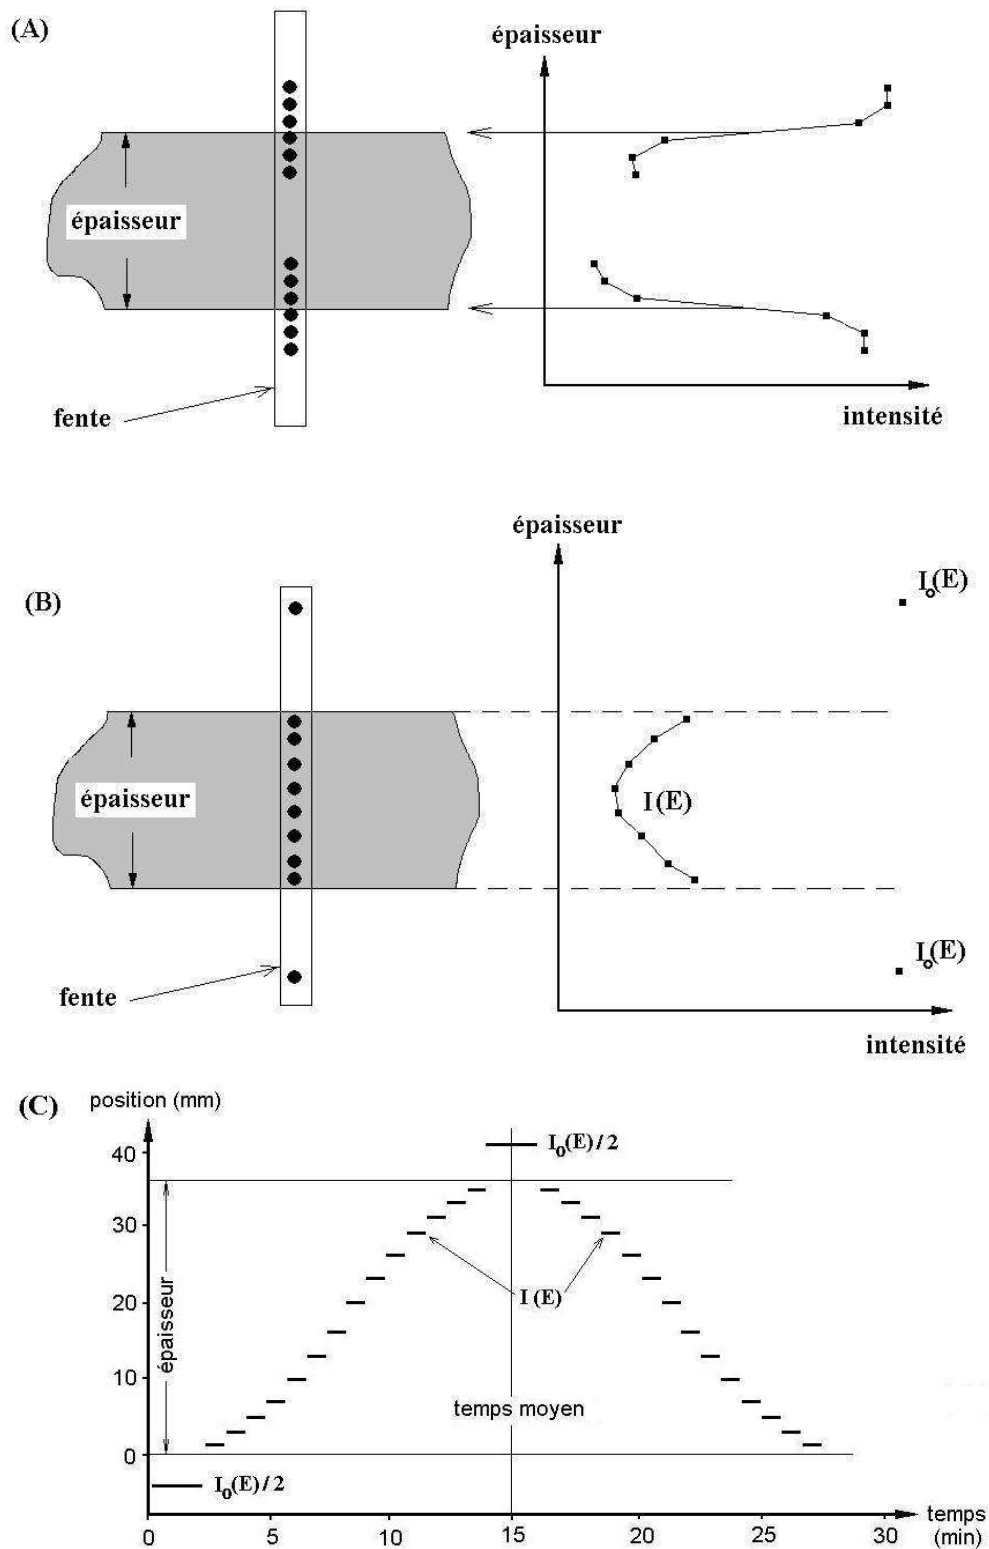 (A)
épaisseur
épaisseur
fente
intensité
épaisseur
(B)
I₀(E)
épaisseur
I(E)
I₀(E)
fente
intensité
(C)
position (mm)
40
I₀(E)/2
30
I(E)
20
épaisseur
10
temps moyen
0
I₀(E)/2
0 5 10 15 20 25 30
temps
(min)